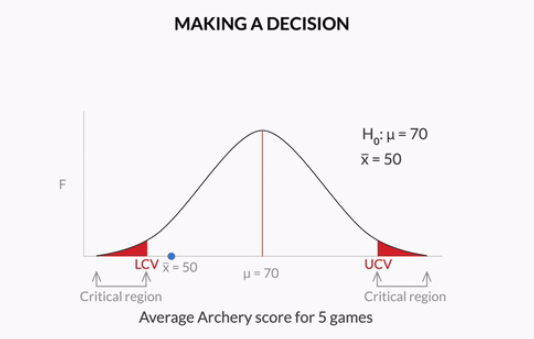 MAKING A DECISION
H₀: μ = 70
x̄ = 50
F
LCV
x̄ = 50
μ = 70
UCV
Critical region
Critical region
Average Archery score for 5 games